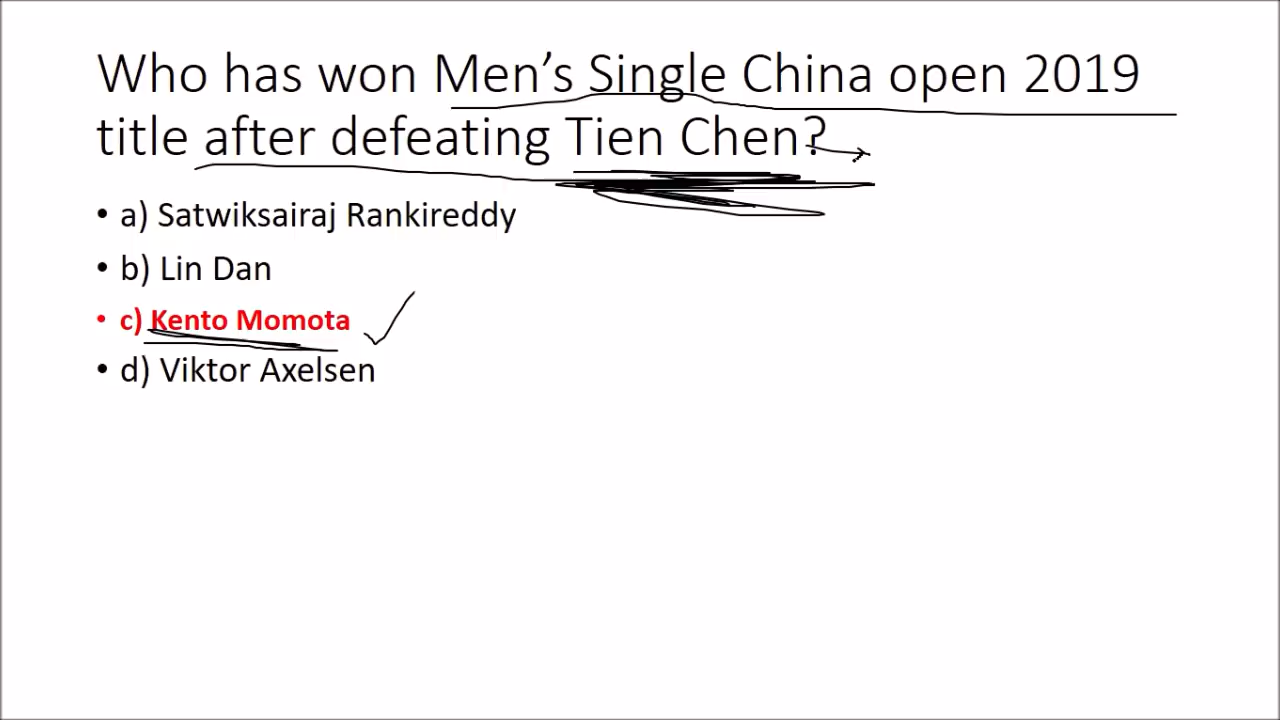 Who has won Men’s Single China open 2019
title after defeating Tien Chen?
• a) Satwiksairaj Rankireddy
• b) Lin Dan
• c) Kento Momota
• d) Viktor Axelsen